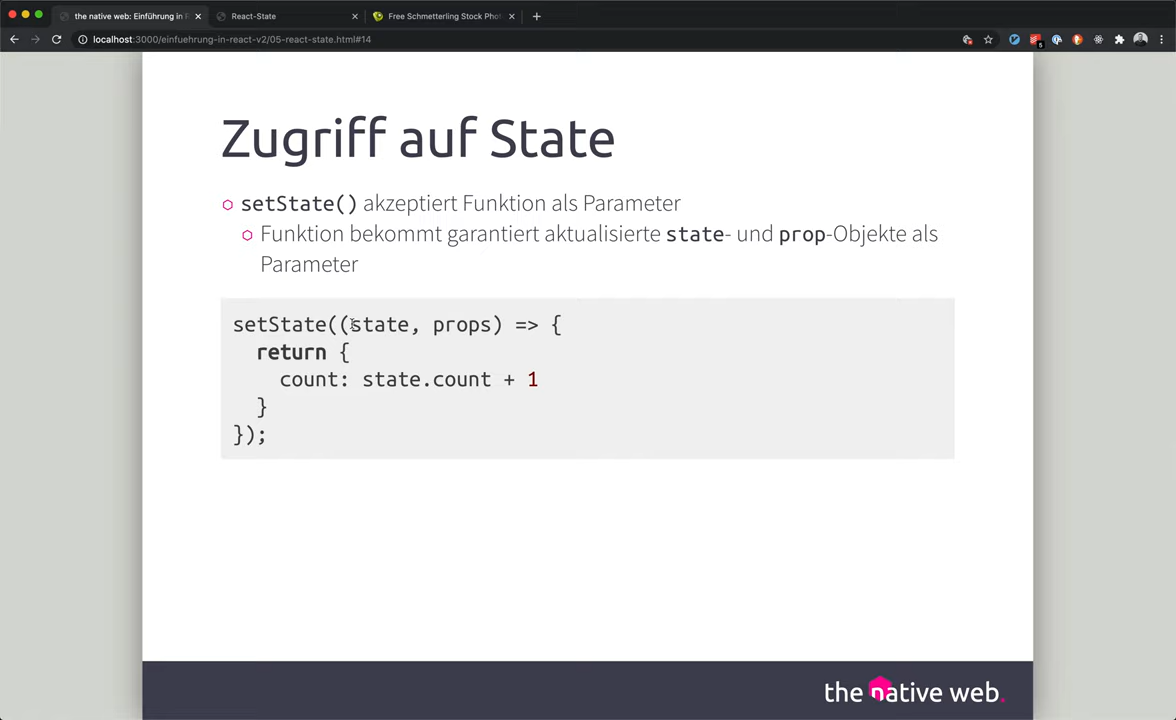 the native web: Einführung in R
React-State
Free Schmetterling Stock Phot
localhost:3000/einfuehrung-in-react-v2/05-react-state.html#14
5
Zugriff auf State
setState() akzeptiert Funktion als Parameter
Funktion bekommt garantiert aktualisierte state- und prop-Objekte als
Parameter
setState((state, props) => {
return {
count: state.count + 1
}
});
the native web.